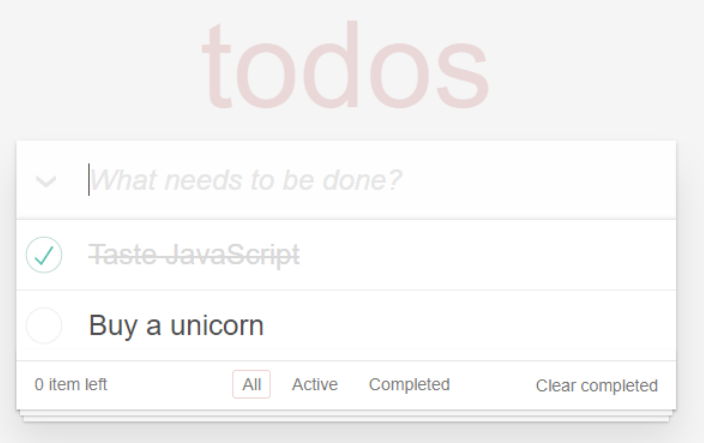 todos
What needs to be done?
Taste JavaScript
Buy a unicorn
0 item left All Active Completed Clear completed